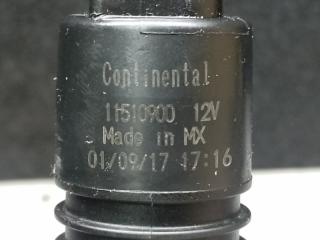 Continental
11510900 12V
Made in MX
01/09/17 17:16